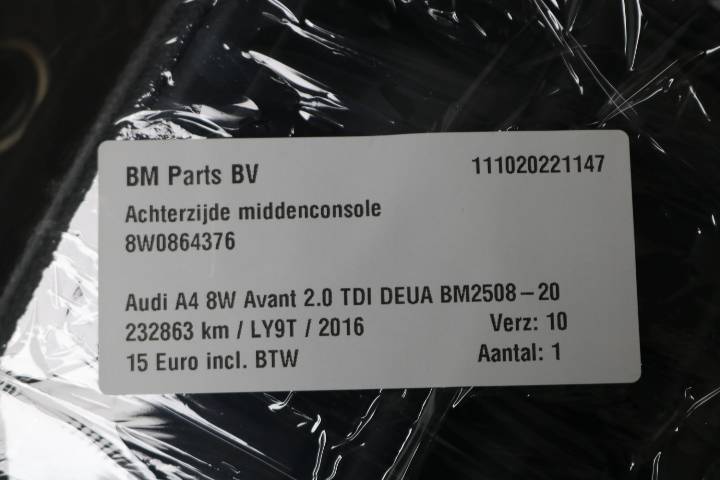 BM Parts BV 111020221147
Achterzijde middenconsole
8W0864376
Audi A4 8W Avant 2.0 TDI DEUA BM2508-20
232863 km / LY9T / 2016 Verz: 10
15 Euro incl. BTW Aantal: 1